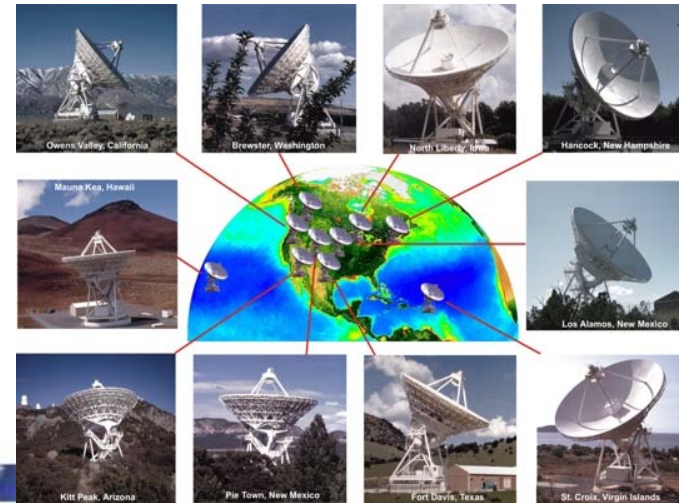 Owens Valley, California
Brewster, Washington
North Liberty, Iowa
Hancock, New Hampshire
Mauna Kea, Hawaii
Los Alamos, New Mexico
Kitt Peak, Arizona
Pie Town, New Mexico
Fort Davis, Texas
St. Croix, Virgin Islands